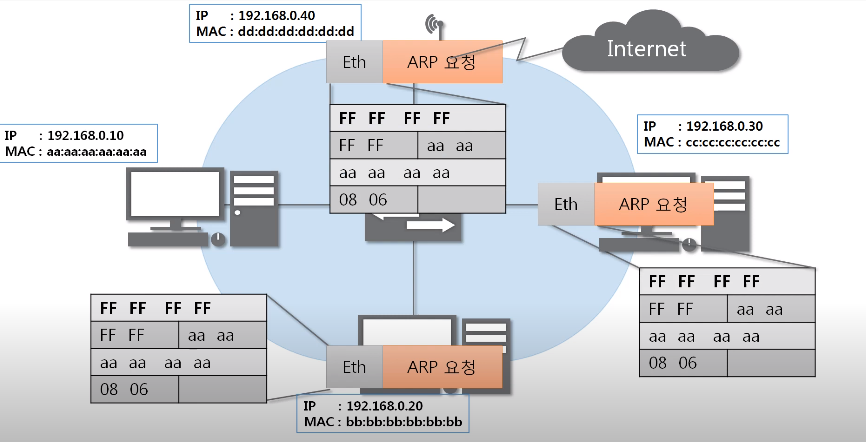 IP : 192.168.0.40
MAC : dd:dd:dd:dd:dd:dd
Internet
Eth ARP 요청
FF FF FF FF
FF FF aa aa
aa aa aa aa
08 06
IP : 192.168.0.10
MAC : aa:aa:aa:aa:aa:aa
IP : 192.168.0.30
MAC : cc:cc:cc:cc:cc:cc
Eth ARP 요청
FF FF FF FF
FF FF aa aa
aa aa aa aa
08 06
FF FF FF FF
FF FF aa aa
aa aa aa aa
08 06
Eth ARP 요청
IP : 192.168.0.20
MAC : bb:bb:bb:bb:bb:bb